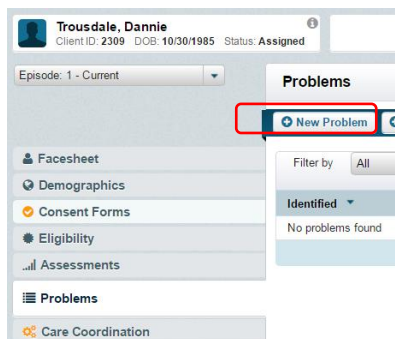 Trousdale, Dannie
Client ID: 2309 DOB: 10/30/1985 Status: Assigned
Episode: 1 - Current
Facesheet
Demographics
Consent Forms
Eligibility
Assessments
Problems
Care Coordination
Problems
New Problem
Filter by All
Identified
No problems found